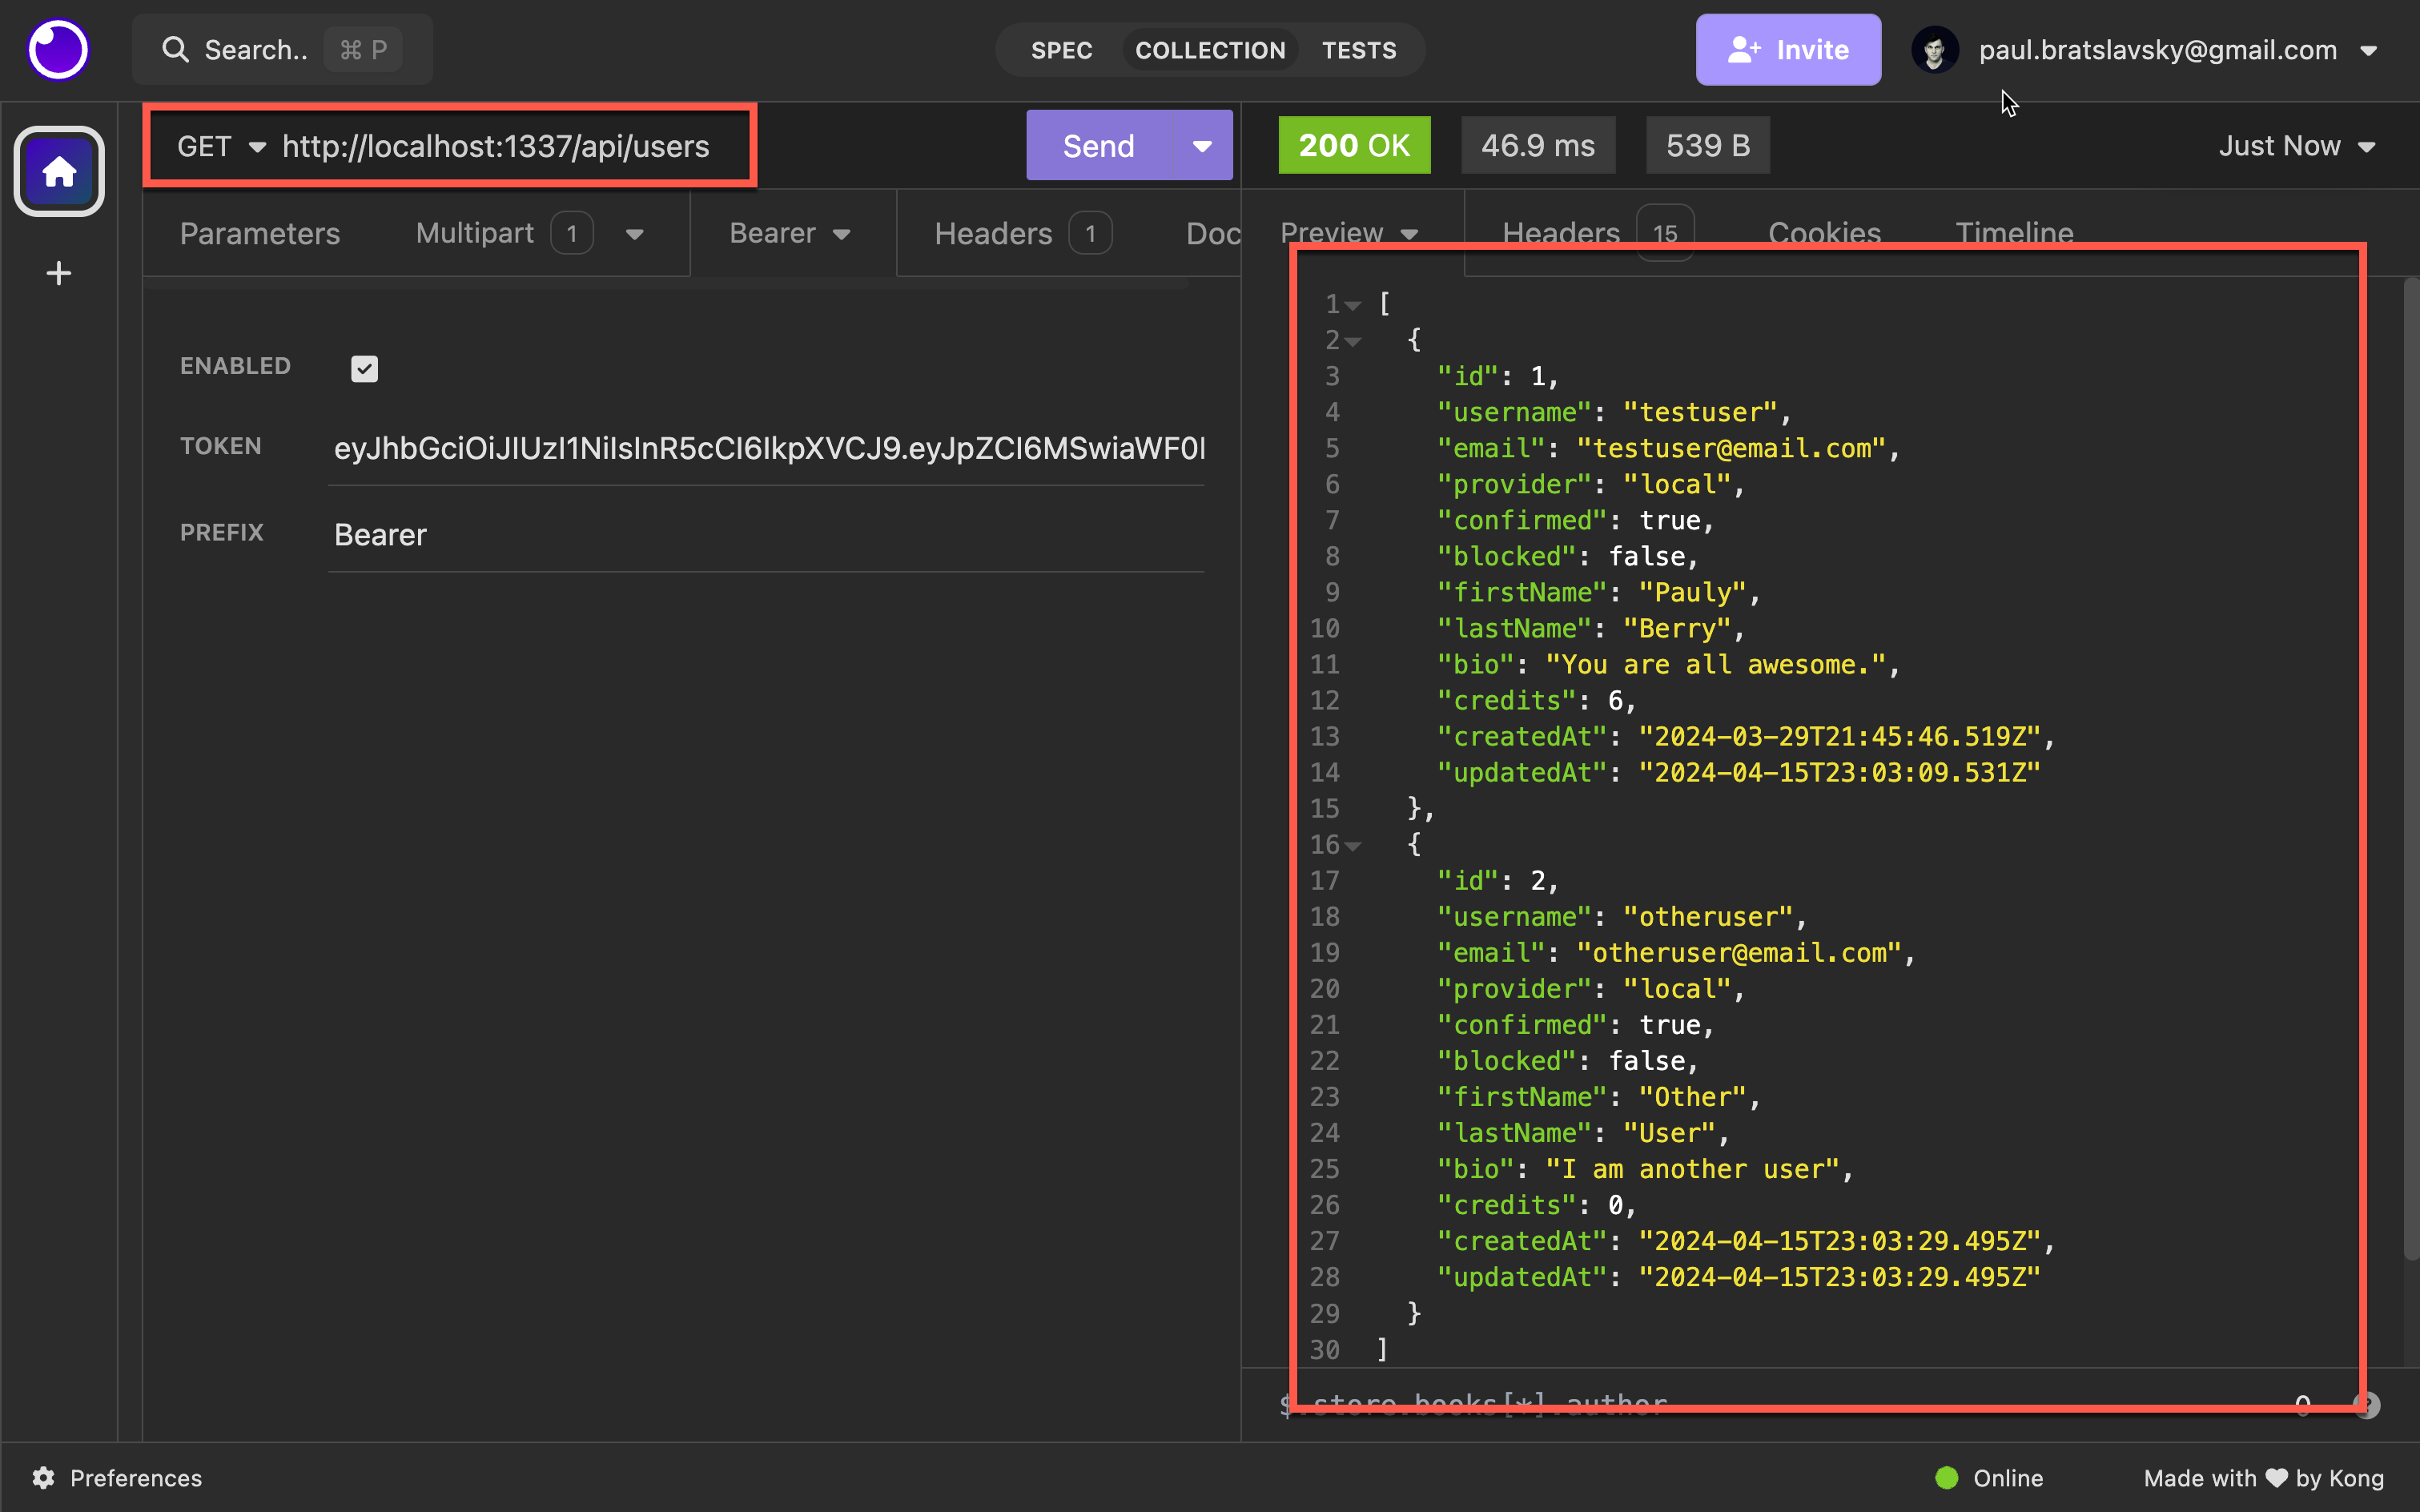 Search..
⌘ P
SPEC
COLLECTION
TESTS
Invite
paul.bratslavsky@gmail.com
GET
http://localhost:1337/api/users
Send
200 OK
46.9 ms
539 B
Just Now
Parameters
Multipart 1
Bearer
Headers 1
Doc
Preview
Headers 15
Cookies
Timeline
ENABLED
TOKEN eyJhbGciOiJIUzI1NiIsInR5cCI6IkpXVCJ9.eyJpZCI6MSwiaWF0I
PREFIX Bearer
1 [
2 {
3 "id": 1,
4 "username": "testuser",
5 "email": "testuser@email.com",
6 "provider": "local",
7 "confirmed": true,
8 "blocked": false,
9 "firstName": "Pauly",
10 "lastName": "Berry",
11 "bio": "You are all awesome.",
12 "credits": 6,
13 "createdAt": "2024-03-29T21:45:46.519Z",
14 "updatedAt": "2024-04-15T23:03:09.531Z"
15 },
16 {
17 "id": 2,
18 "username": "otheruser",
19 "email": "otheruser@email.com",
20 "provider": "local",
21 "confirmed": true,
22 "blocked": false,
23 "firstName": "Other",
24 "lastName": "User",
25 "bio": "I am another user",
26 "credits": 0,
27 "createdAt": "2024-04-15T23:03:29.495Z",
28 "updatedAt": "2024-04-15T23:03:29.495Z"
29 }
30 ]
$.store.books[*].author
0
?
Preferences
Online
Made with ♥ by Kong